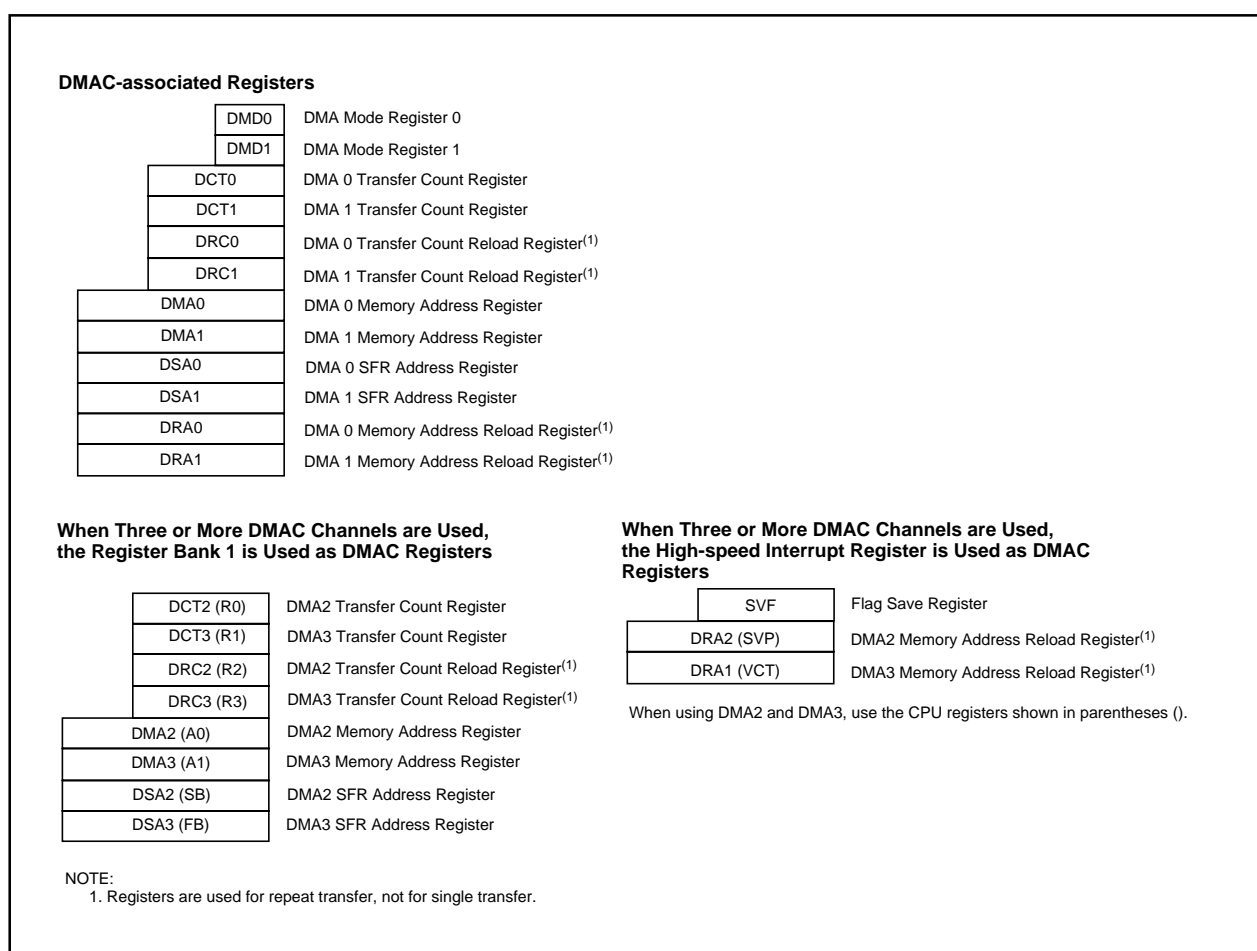 DMAC-associated Registers
DMD0 DMA Mode Register 0
DMD1 DMA Mode Register 1
DCT0 DMA 0 Transfer Count Register
DCT1 DMA 1 Transfer Count Register
DRC0 DMA 0 Transfer Count Reload Register(1)
DRC1 DMA 1 Transfer Count Reload Register(1)
DMA0 DMA 0 Memory Address Register
DMA1 DMA 1 Memory Address Register
DSA0 DMA 0 SFR Address Register
DSA1 DMA 1 SFR Address Register
DRA0 DMA 0 Memory Address Reload Register(1)
DRA1 DMA 1 Memory Address Reload Register(1)
When Three or More DMAC Channels are Used,
the Register Bank 1 is Used as DMAC Registers
DCT2 (R0) DMA2 Transfer Count Register
DCT3 (R1) DMA3 Transfer Count Register
DRC2 (R2) DMA2 Transfer Count Reload Register(1)
DRC3 (R3) DMA3 Transfer Count Reload Register(1)
DMA2 (A0) DMA2 Memory Address Register
DMA3 (A1) DMA3 Memory Address Register
DSA2 (SB) DMA2 SFR Address Register
DSA3 (FB) DMA3 SFR Address Register
When Three or More DMAC Channels are Used,
the High-speed Interrupt Register is Used as DMAC
Registers
SVF Flag Save Register
DRA2 (SVP) DMA2 Memory Address Reload Register(1)
DRA1 (VCT) DMA3 Memory Address Reload Register(1)
When using DMA2 and DMA3, use the CPU registers shown in parentheses ().
NOTE:
1. Registers are used for repeat transfer, not for single transfer.